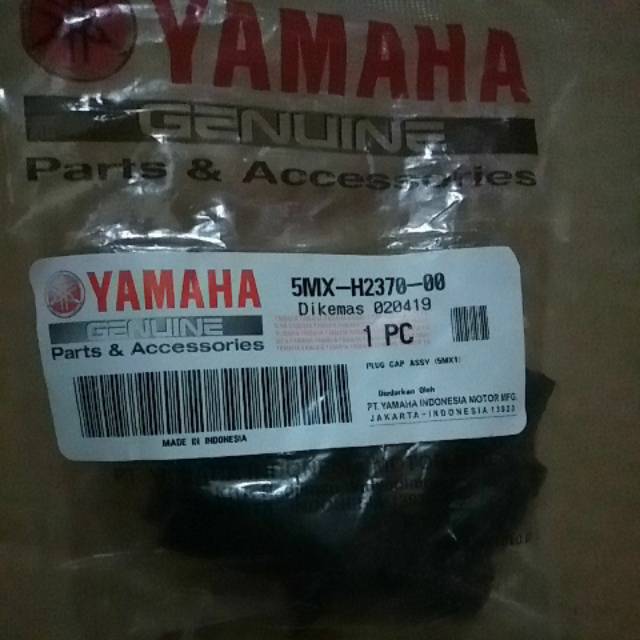 YAMAHA
GENUINE
Parts & Accessories
YAMAHA
GENUINE
Parts & Accessories
5MX-H2370-00
Dikemas 020419
1 PC
PLUG CAP ASSY (5MX1)
Diedarkan Oleh
PT. YAMAHA INDONESIA MOTOR MFG.
JAKARTA-INDONESIA 13920
MADE IN INDONESIA